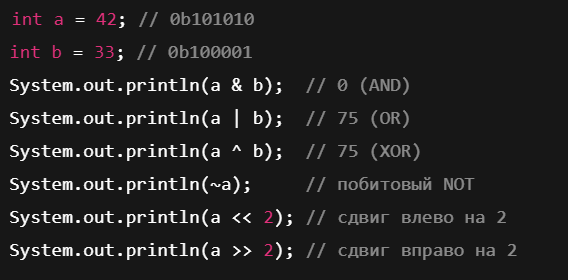 int a = 42; // 0b101010
int b = 33; // 0b100001
System.out.println(a & b);  // 0 (AND)
System.out.println(a | b);  // 75 (OR)
System.out.println(a ^ b);  // 75 (XOR)
System.out.println(~a);     // побитовый NOT
System.out.println(a << 2); // сдвиг влево на 2
System.out.println(a >> 2); // сдвиг вправо на 2